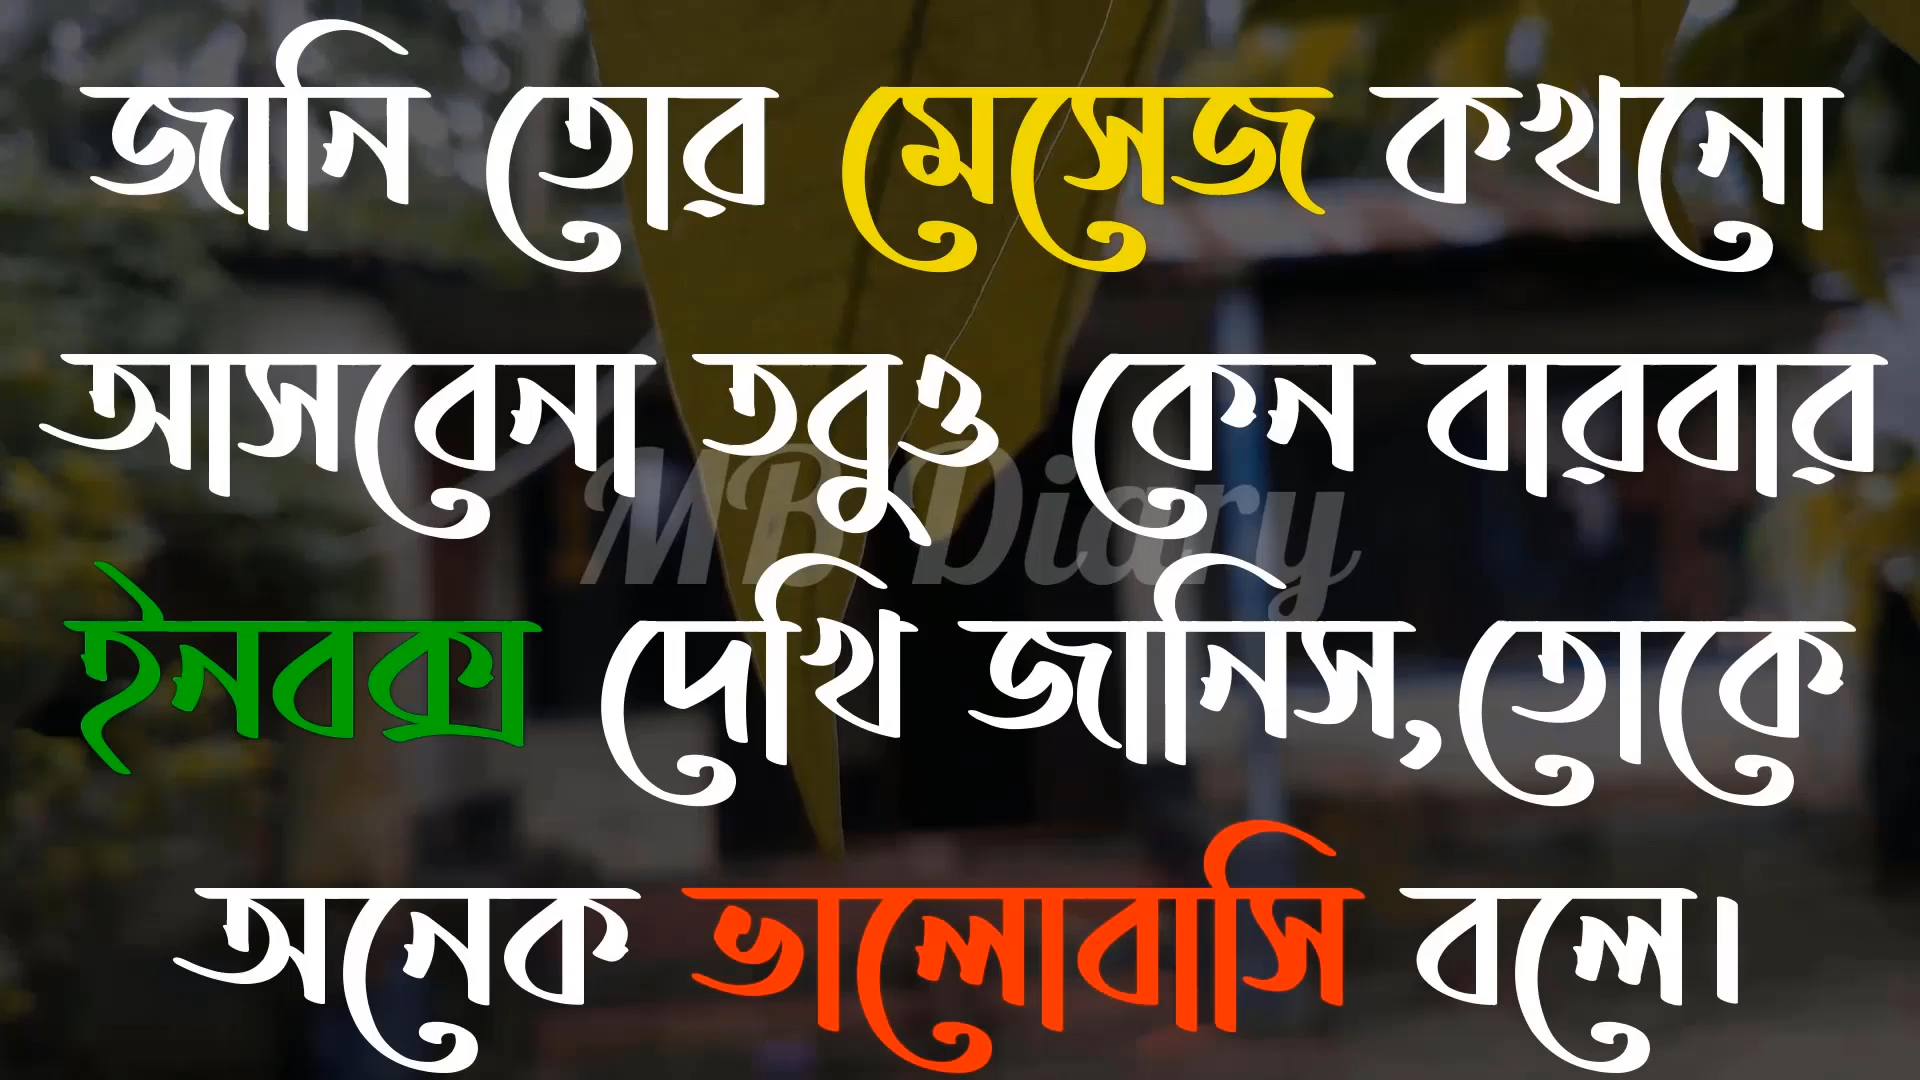 জানি তোর মেসেজ কখনো
আসবেনা তবুও কেন বারবার
MB Diary
ইনবক্স দেখি জানিস,তোকে
অনেক ভালোবাসি বলে।